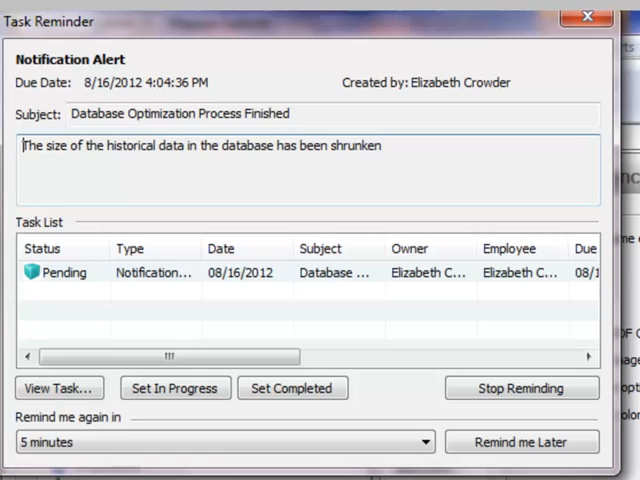 Task Reminder
Notification Alert
Due Date: 8/16/2012 4:04:36 PM Created by: Elizabeth Crowder
Subject: Database Optimization Process Finished
The size of the historical data in the database has been shrunken
Task List
Status Type Date Subject Owner Employee Due
Pending Notification... 08/16/2012 Database ... Elizabeth C... Elizabeth C... 08/1
View Task... Set In Progress Set Completed Stop Reminding
Remind me again in
5 minutes Remind me Later